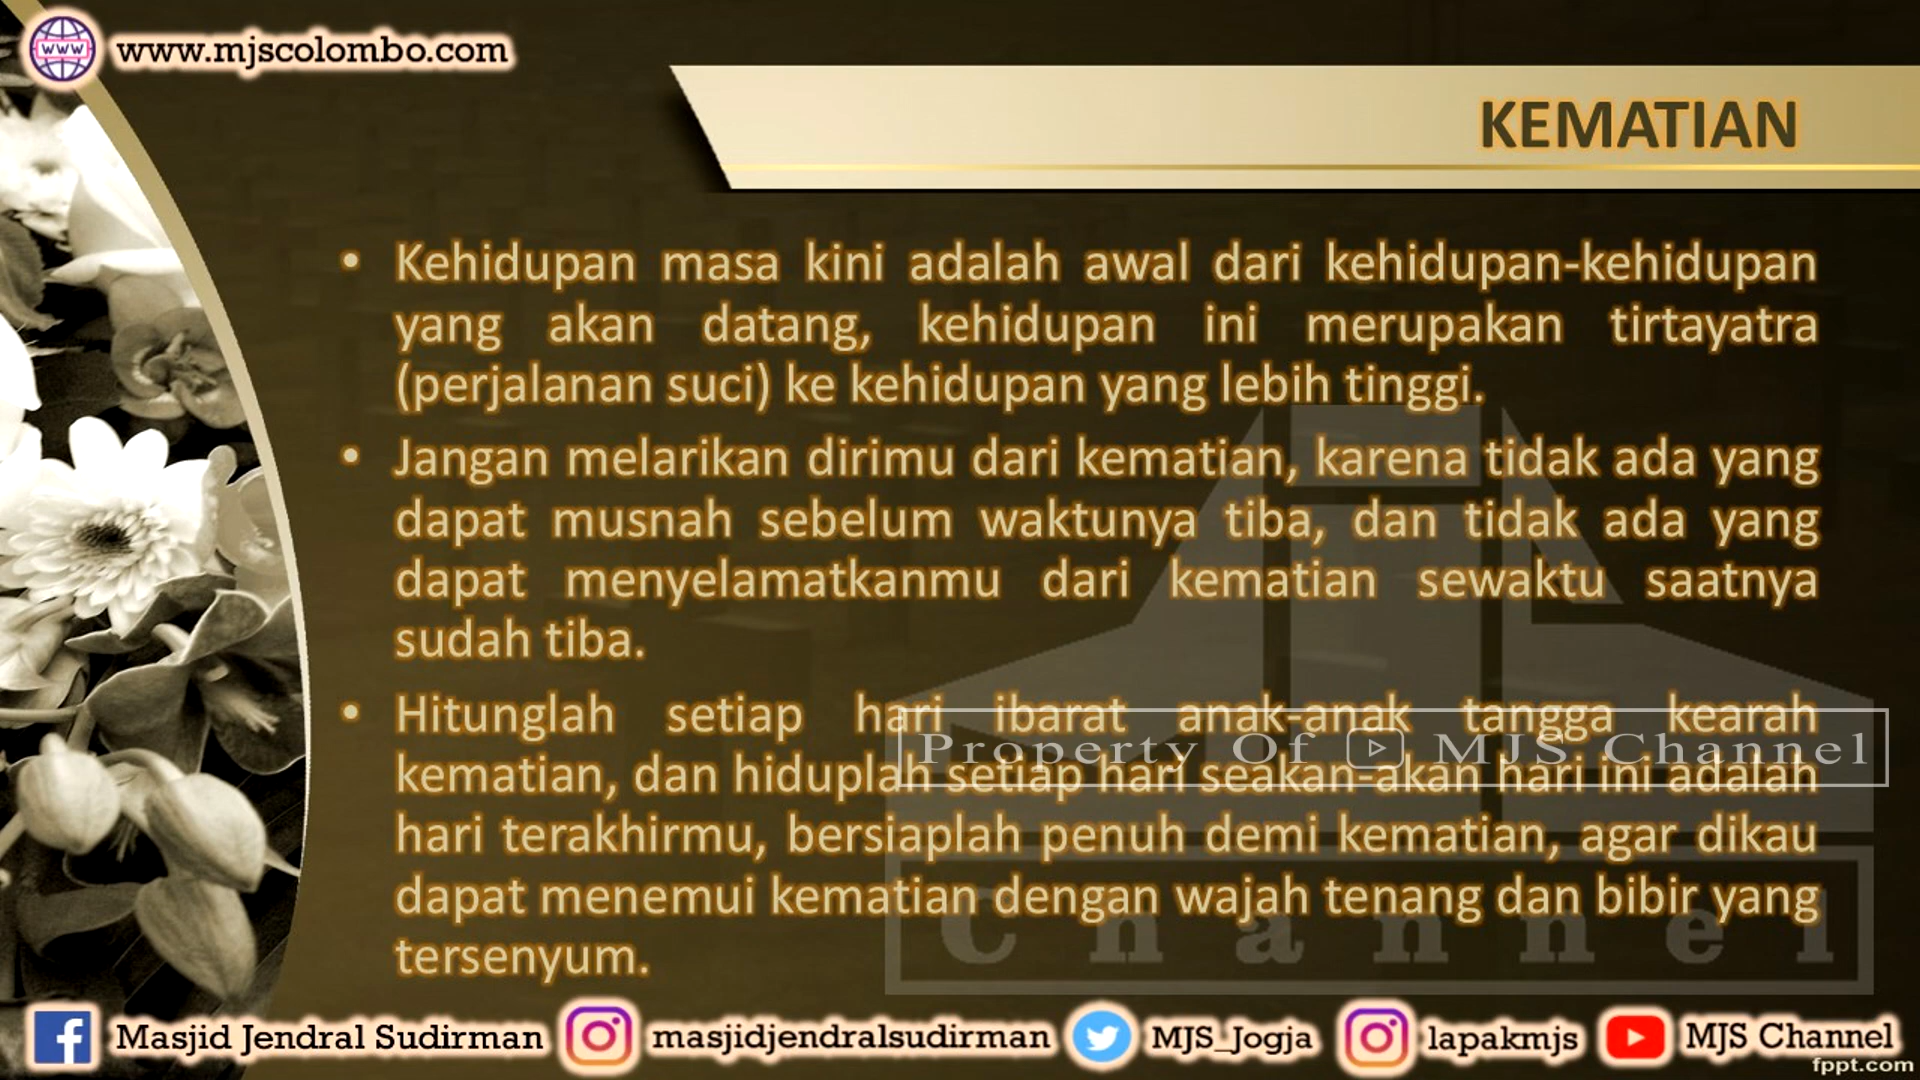 www.mjscolombo.com
KEMATIAN
• Kehidupan masa kini adalah awal dari kehidupan-kehidupan
yang akan datang, kehidupan ini merupakan tirtayatra
(perjalanan suci) ke kehidupan yang lebih tinggi.
• Jangan melarikan dirimu dari kematian, karena tidak ada yang
dapat musnah sebelum waktunya tiba, dan tidak ada yang
dapat menyelamatkanmu dari kematian sewaktu saatnya
sudah tiba.
• Hitunglah setiap hari ibarat anak-anak tangga kearah
Property Of MJS Channel
kematian, dan hiduplah setiap hari seakan-akan hari ini adalah
hari terakhirmu, bersiaplah penuh demi kematian, agar dikau
dapat menemui kematian dengan wajah tenang dan bibir yang
Channel
tersenyum.
Masjid Jendral Sudirman masjidjendralsudirman MJS_Jogja lapakmjs MJS Channel
fppt.com